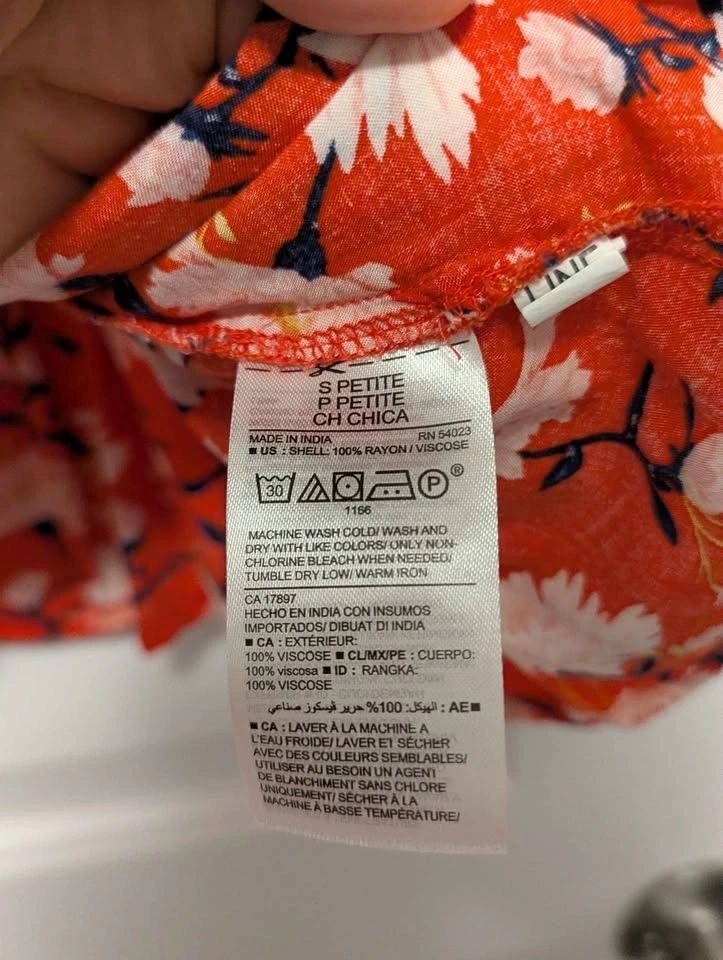 LINE
S PETITE
P PETITE
CH CHICA
MADE IN INDIA RN 54023
■ US : SHELL: 100% RAYON / VISCOSE
30 P ®
1166
MACHINE WASH COLD/ WASH AND
DRY WITH LIKE COLORS/ ONLY NON-
CHLORINE BLEACH WHEN NEEDED/
TUMBLE DRY LOW/ WARM IRON
CA 17897
HECHO EN INDIA CON INSUMOS
IMPORTADOS/ DIBUAT DI INDIA
■ CA : EXTÉRIEUR:
100% VISCOSE ■ CL/MX/PE : CUERPO:
100% viscosa ■ ID : RANGKA:
100% VISCOSE
■ AE : الهيكل: 100% حرير فيسكوز صناعي
■ CA : LAVER À LA MACHINE A
L'EAU FROIDE/ LAVER ET SÉCHER
AVEC DES COULEURS SEMBLABLES/
UTILISER AU BESOIN UN AGENT
DE BLANCHIMENT SANS CHLORE
UNIQUEMENT/ SÉCHER À LA
MACHINE À BASSE TEMPÉRATURE/